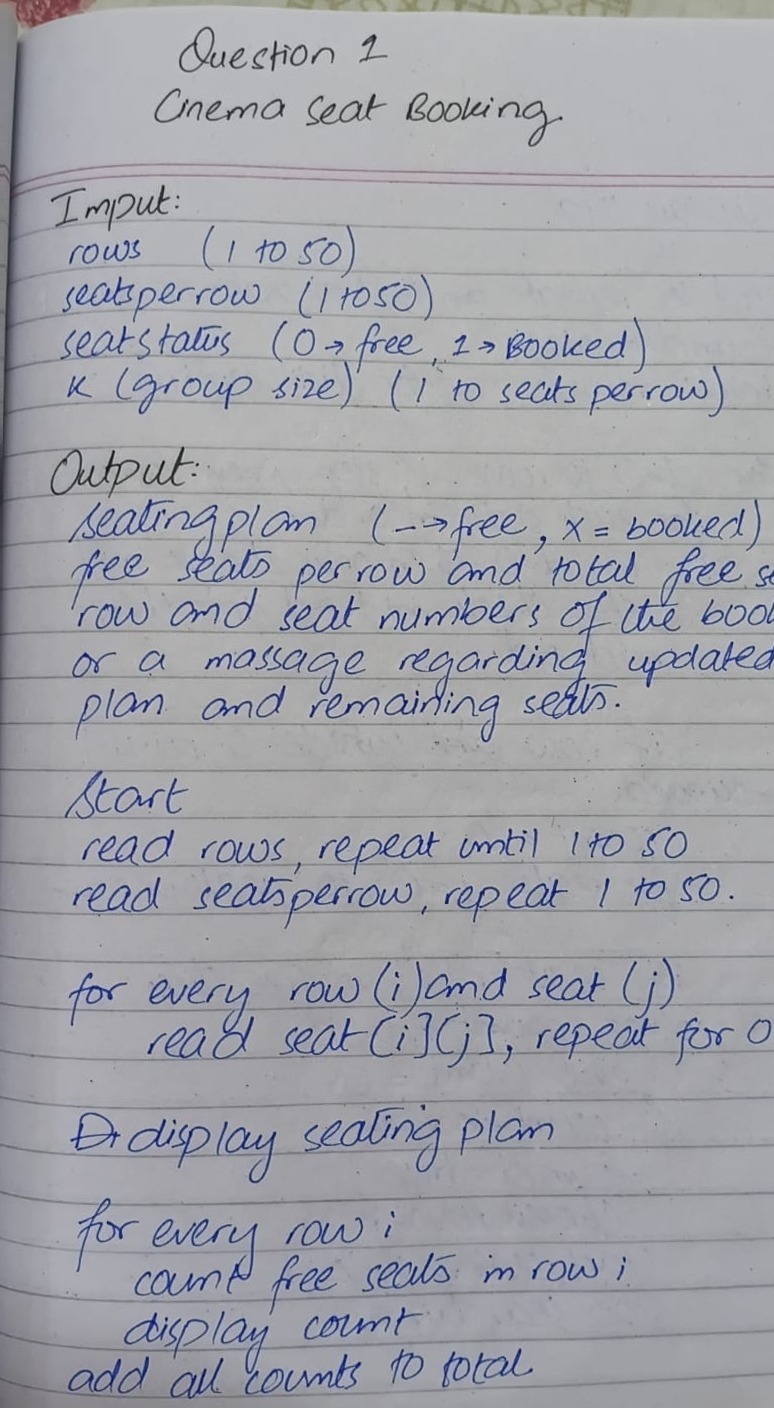 Question 1
Cinema Seat Booking
Input:
rows (1 to 50)
seatsperrow (1 to 50)
seatstatus (0 → free, 1 → Booked)
K (group size) (1 to seats perrow)
Output:
seatingplan (- → free, x = booked)
free seats per row and total free
row and seat numbers of the
or a massage regarding updated
plan and remaining seats.
Start
read rows, repeat until 1 to 50
read seatsperrow, repeat 1 to 50.
for every row (i) and seat (j)
read seat [i][j], repeat for 0
display seating plan
for every row i
count free seats in row i
display count
add all counts to total